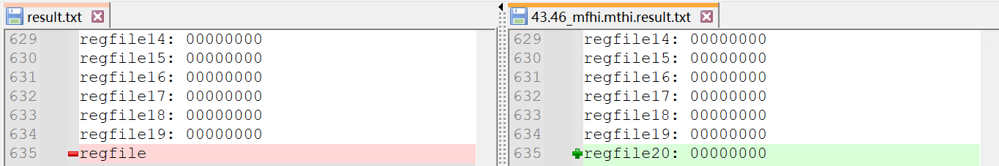 result.txt
629 regfile14: 00000000
630 regfile15: 00000000
631 regfile16: 00000000
632 regfile17: 00000000
633 regfile18: 00000000
634 regfile19: 00000000
635 regfile
43.46_mfhi.mthi.result.txt
629 regfile14: 00000000
630 regfile15: 00000000
631 regfile16: 00000000
632 regfile17: 00000000
633 regfile18: 00000000
634 regfile19: 00000000
635 regfile20: 00000000